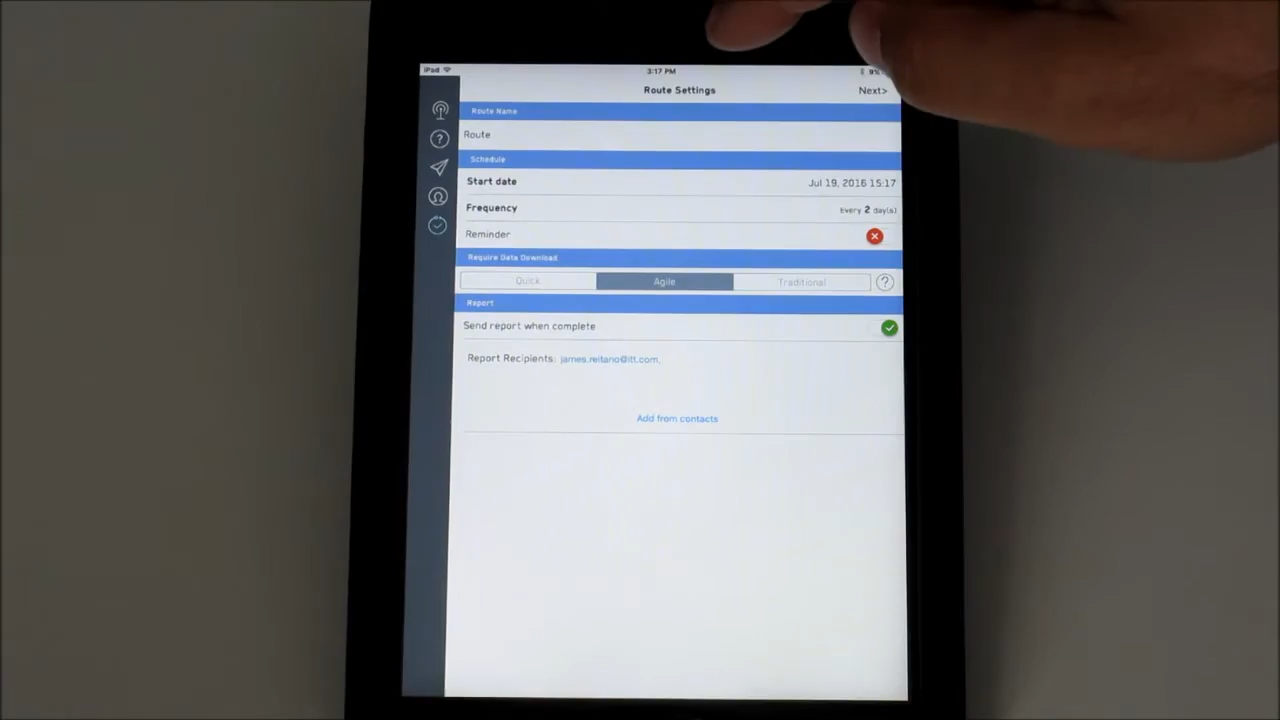 iPad 3:17 PM 9%
Route Settings Next>
Route Name
Route
Schedule
Start date Jul 19, 2016 15:17
Frequency Every 2 day(s)
Reminder
Require Data Download
Quick Agile Traditional ?
Report
Send report when complete
Report Recipients: james.reitano@itt.com,
Add from contacts